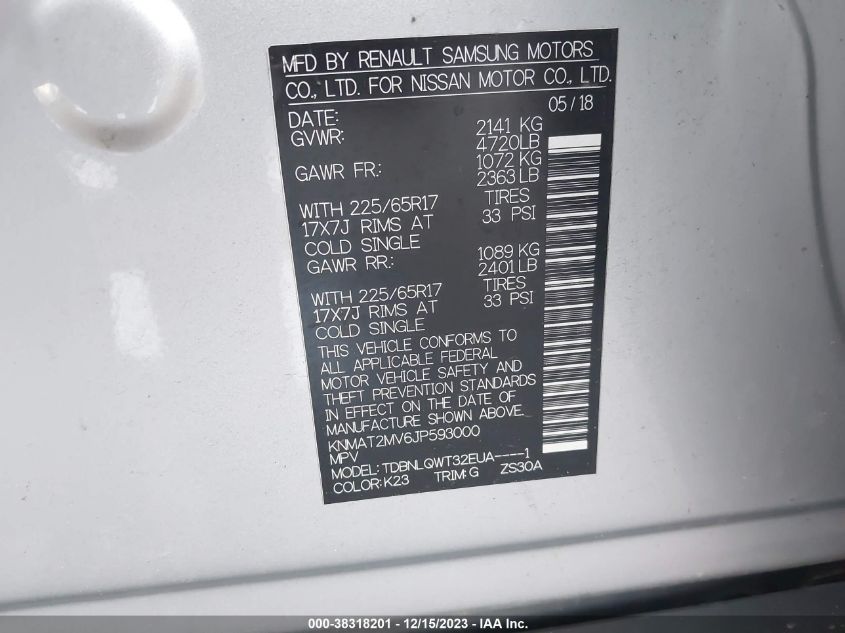 MFD BY RENAULT SAMSUNG MOTORS
CO., LTD. FOR NISSAN MOTOR CO., LTD.
DATE: 05/18
GVWR: 2141 KG
4720LB
GAWR FR.: 1072 KG
2363 LB
WITH 225/65R17 TIRES
17X7J RIMS AT 33 PSI
COLD SINGLE
GAWR RR.: 1089 KG
2401 LB
WITH 225/65R17 TIRES
17X7J RIMS AT 33 PSI
COLD SINGLE
THIS VEHICLE CONFORMS TO
ALL APPLICABLE FEDERAL
MOTOR VEHICLE SAFETY AND
THEFT PREVENTION STANDARDS
IN EFFECT ON THE DATE OF
MANUFACTURE SHOWN ABOVE.
KNMAT2MV6JP593000
MPV
MODEL: TDBNLQWT32EUA----1
COLOR: K23 TRIM: G ZS30A
000-38318201 - 12/15/2023 - IAA Inc.